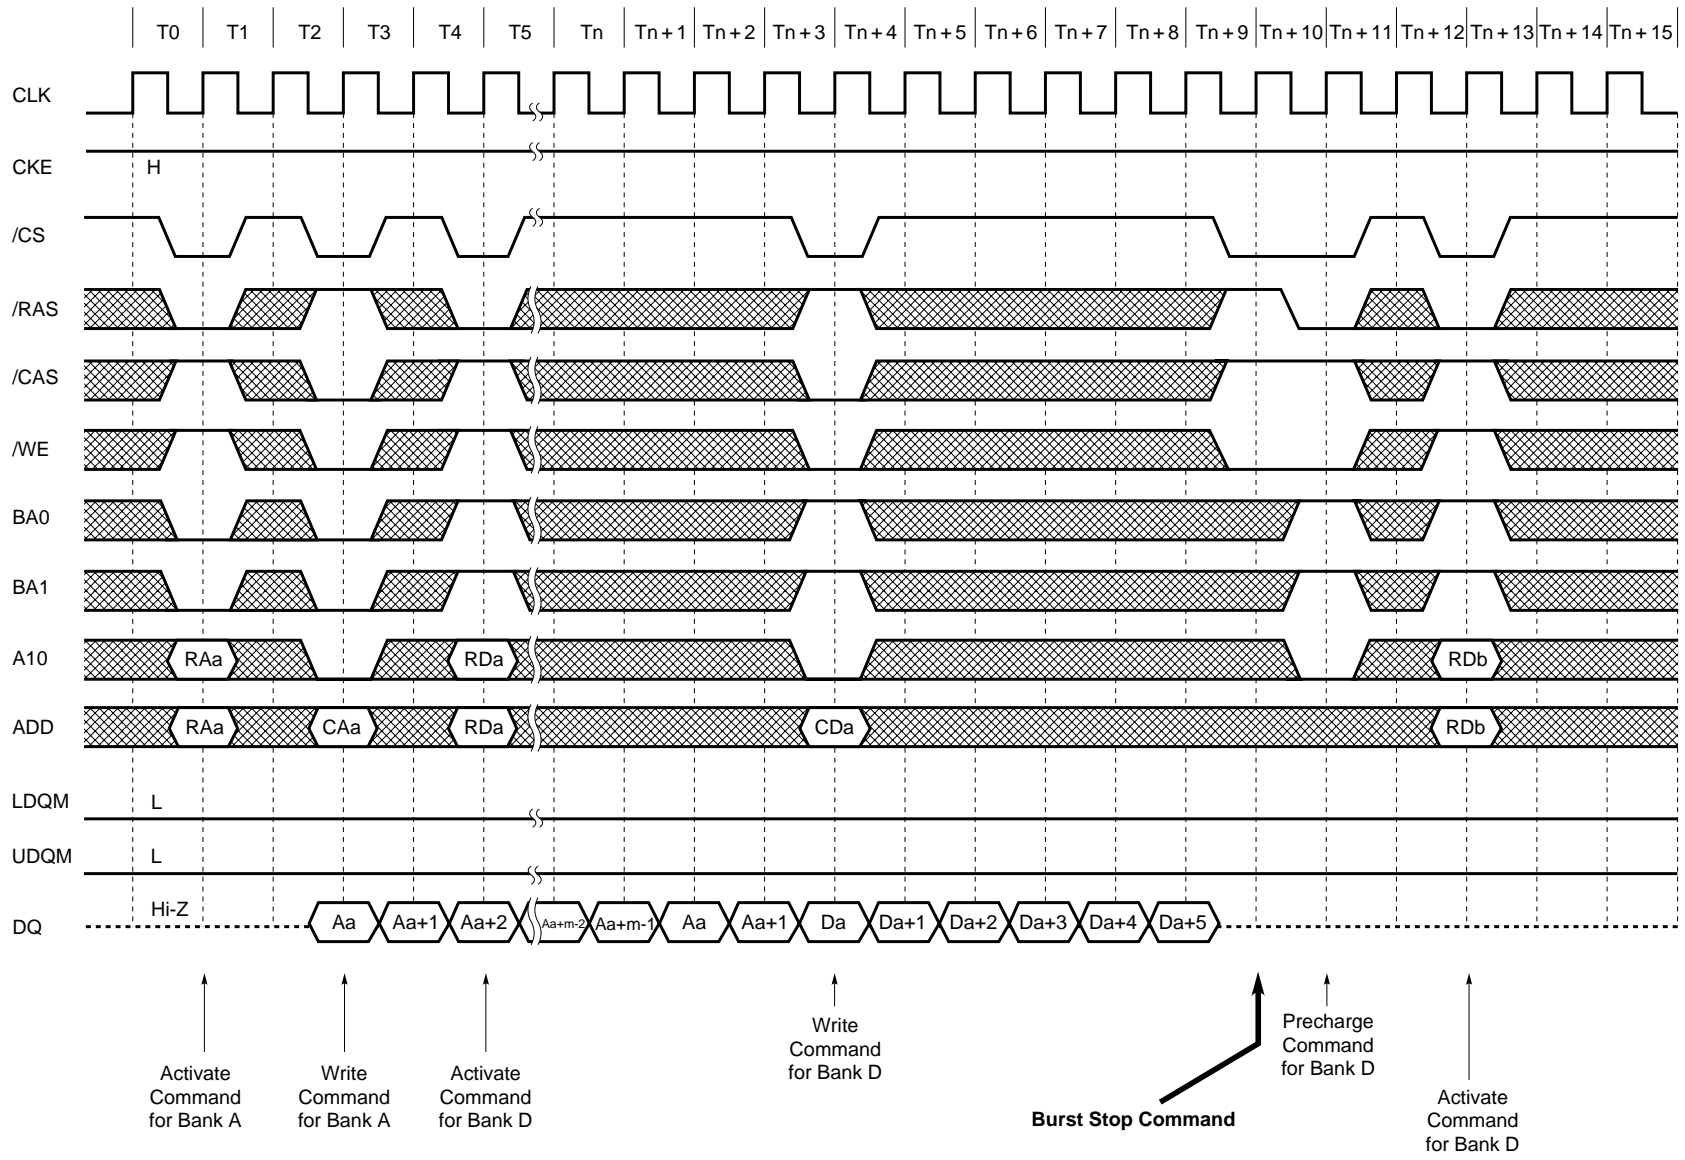 T0 T1 T2 T3 T4 T5 Tn Tn + 1 Tn + 2 Tn + 3 Tn + 4 Tn + 5 Tn + 6 Tn + 7 Tn + 8 Tn + 9 Tn + 10 Tn + 11 Tn + 12 Tn + 13 Tn + 14 Tn + 15
CLK
CKE H
/CS
/RAS
/CAS
/WE
BA0
BA1
A10 RAa RDa RDb
ADD RAa CAa RDa CDa RDb
LDQM L
UDQM L
DQ Hi-Z Aa Aa+1 Aa+2 Aa+m-2 Aa+m-1 Aa Aa+1 Da Da+1 Da+2 Da+3 Da+4 Da+5
Activate
Command
for Bank A
Write
Command
for Bank A
Activate
Command
for Bank D
Write
Command
for Bank D
Burst Stop Command
Precharge
Command
for Bank D
Activate
Command
for Bank D